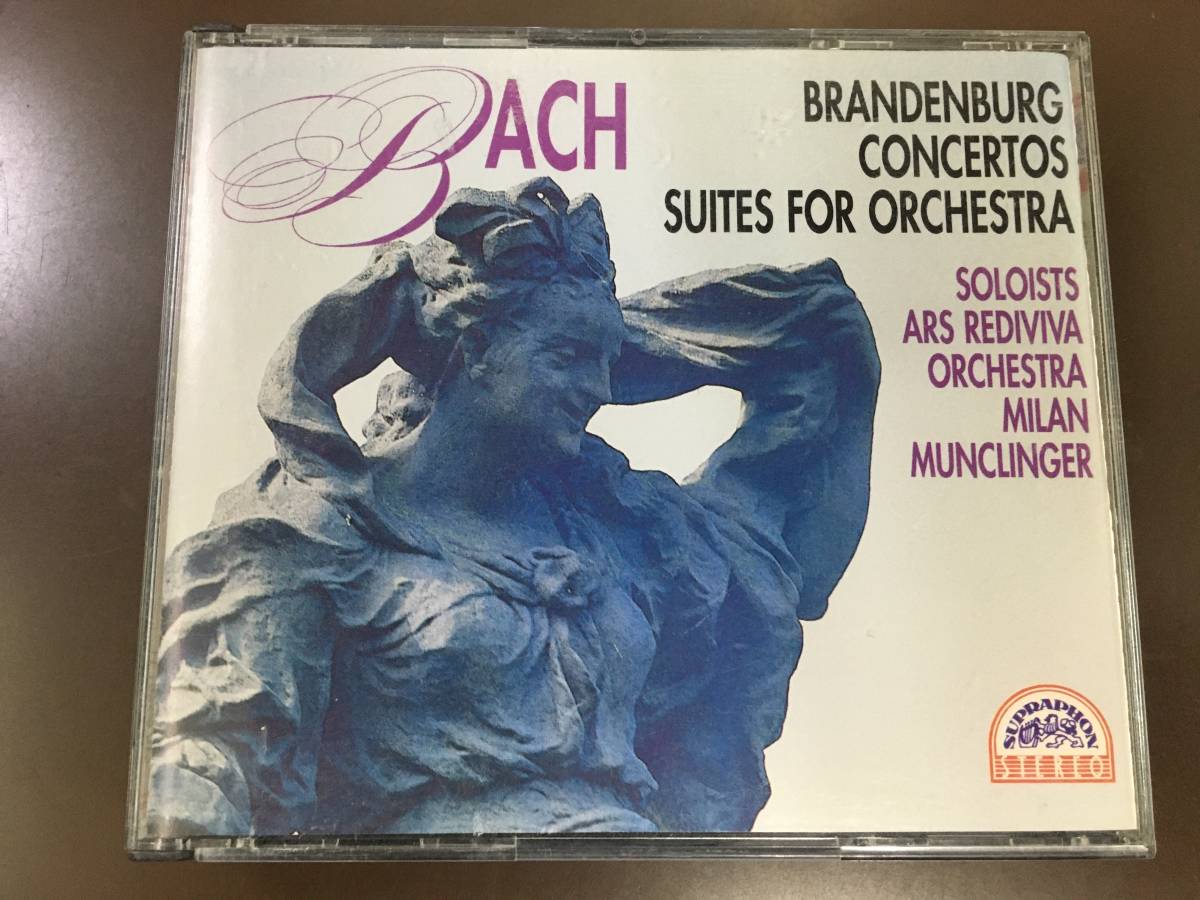 BACH
BRANDENBURG
CONCERTOS
SUITES FOR ORCHESTRA
SOLOISTS
ARS REDIVIVA
ORCHESTRA
MILAN
MUNCLINGER
SUPRAPHON
STEREO